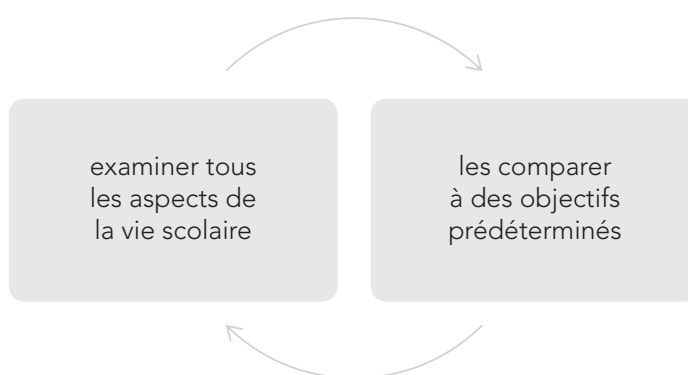 examiner tous
les aspects de
la vie scolaire
les comparer
à des objectifs
prédéterminés